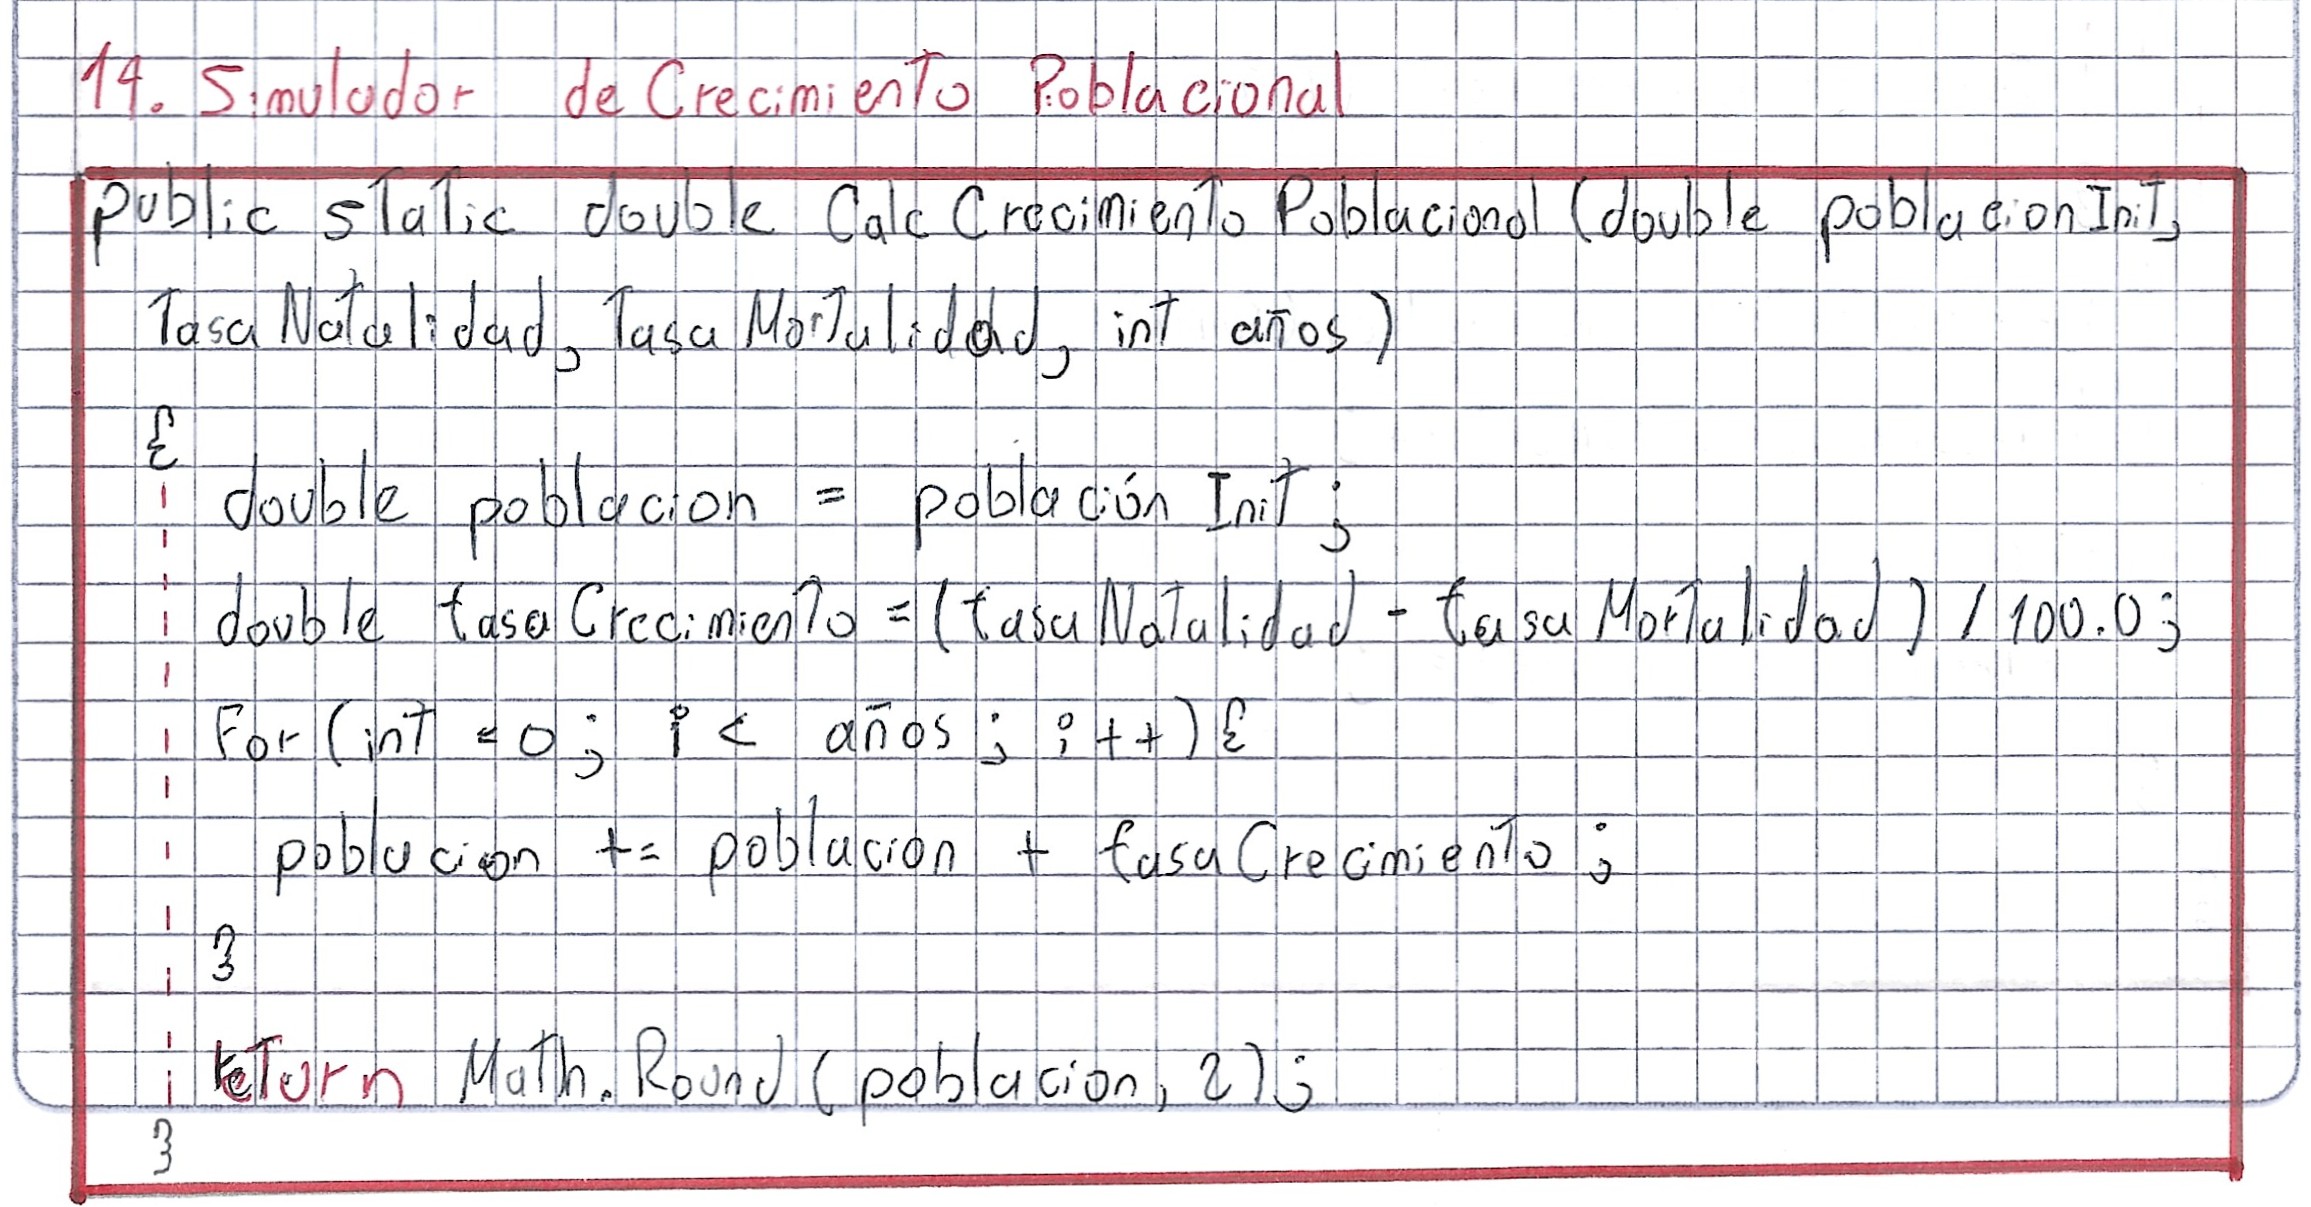 14. Simulador de Crecimiento Poblacional
public static double CalcCrecimientoPoblacional (double poblacionInit,
TasaNatalidad, TasaMortalidad, int años)
{
double poblacion = poblaciónInit;
double tasaCrecimiento = (tasaNatalidad - tasaMortalidad) / 100.0;
For (int = 0; i < años; i++) {
poblacion += poblacion + tasaCrecimiento;
}
return Math.Round(poblacion, 2);
}